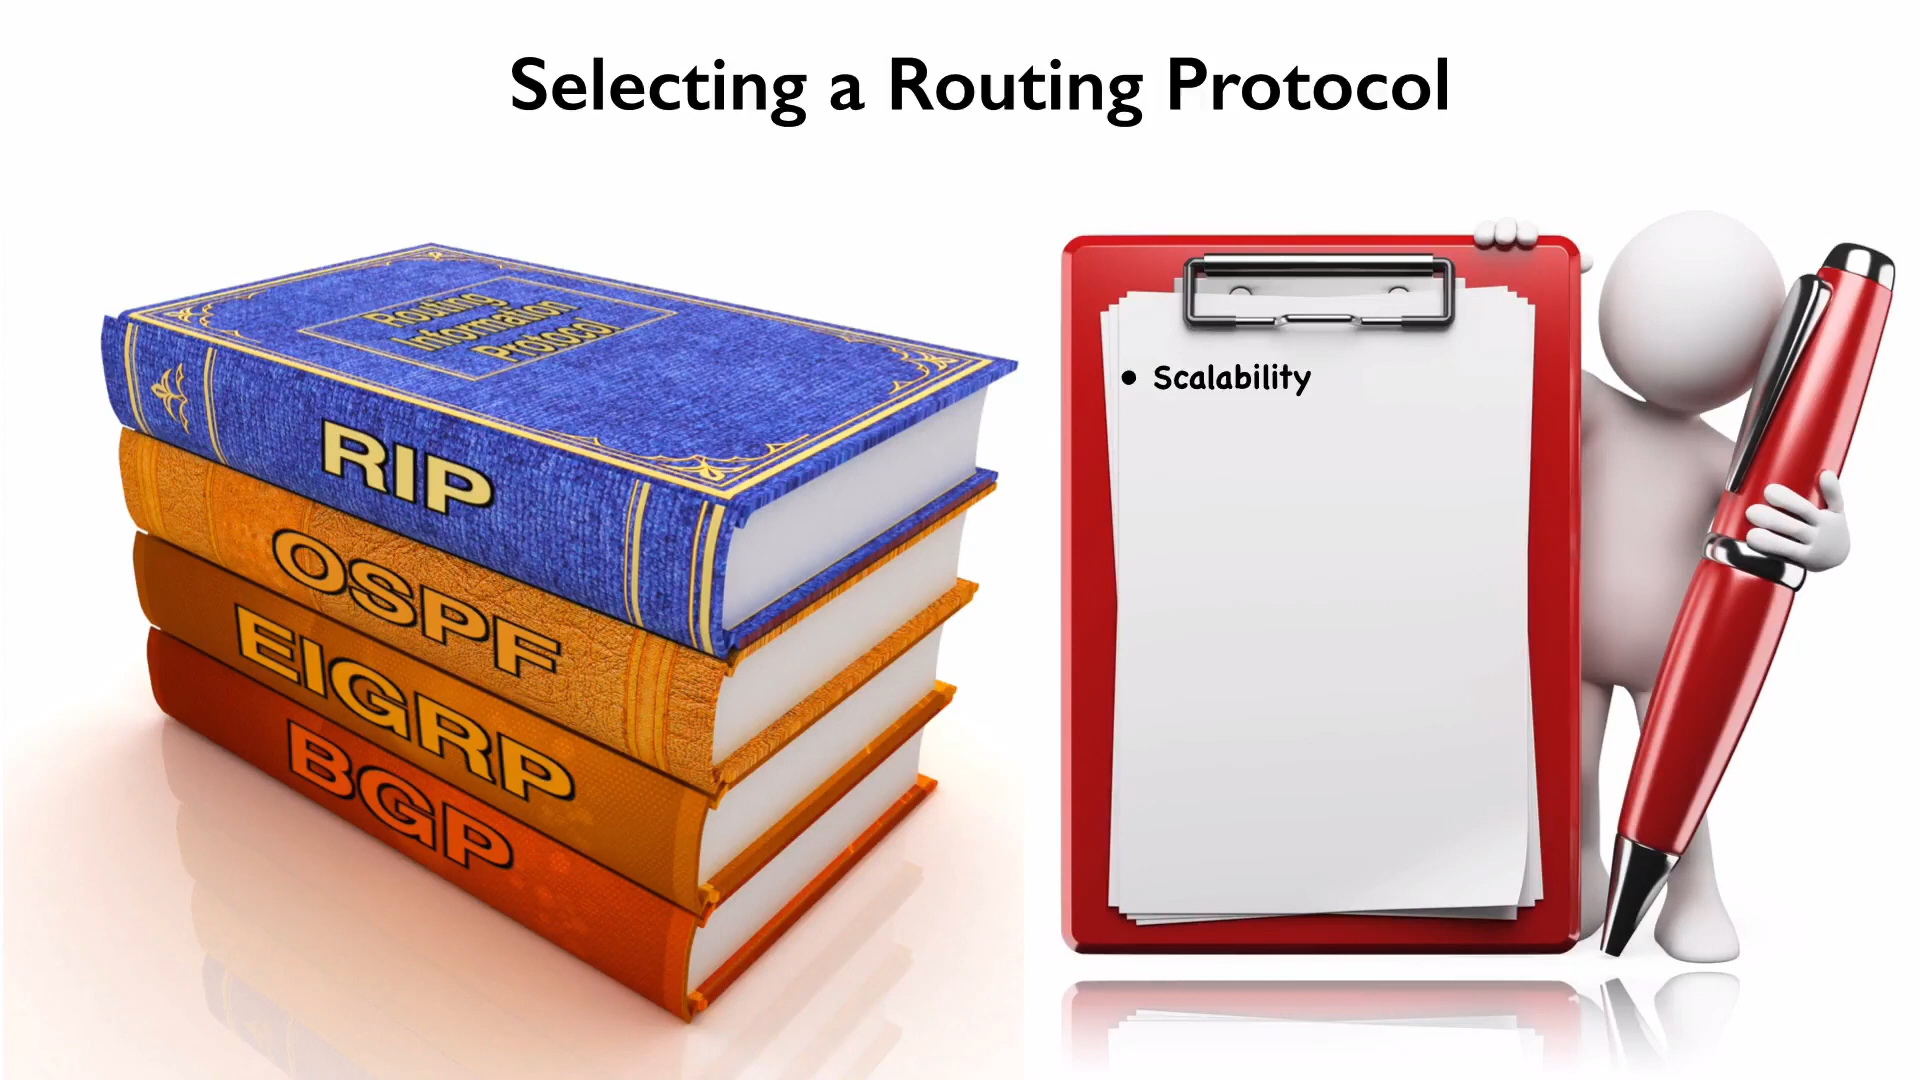 Selecting a Routing Protocol
Routing
Information
Protocol
RIP
OSPF
EIGRP
BGP
• Scalability